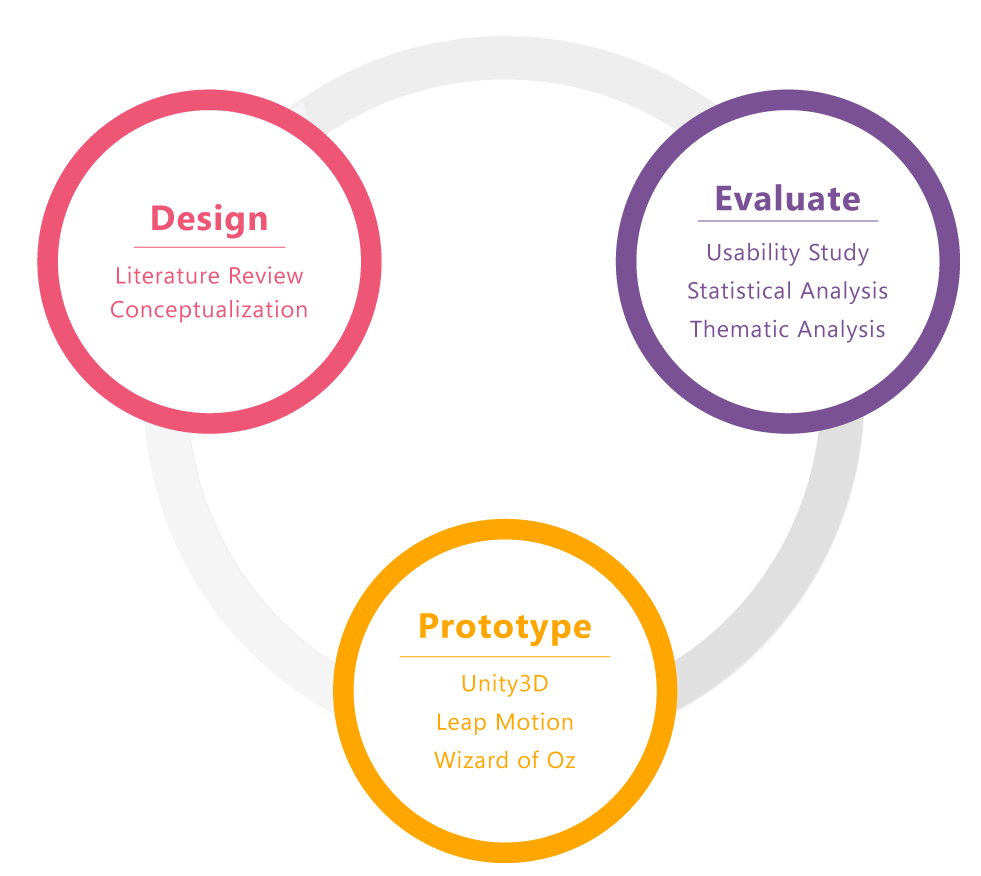 Design
Literature Review
Conceptualization
Evaluate
Usability Study
Statistical Analysis
Thematic Analysis
Prototype
Unity3D
Leap Motion
Wizard of Oz